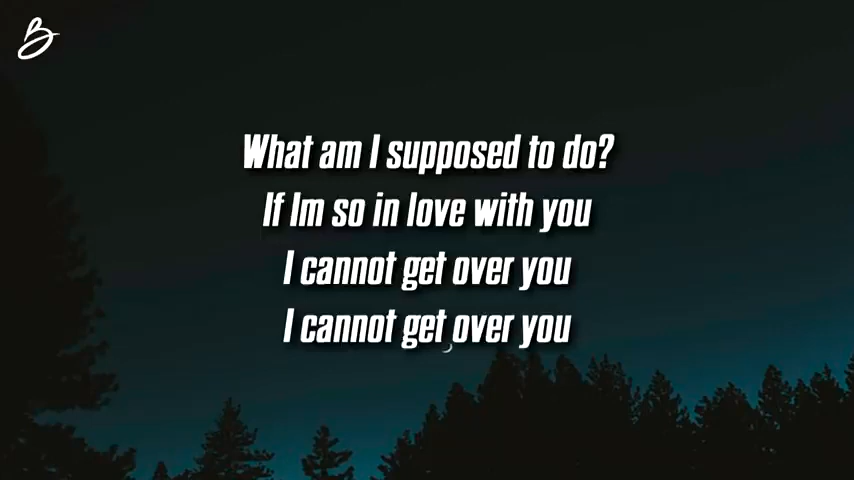 What am I supposed to do?
If Im so in love with you
I cannot get over you
I cannot get over you